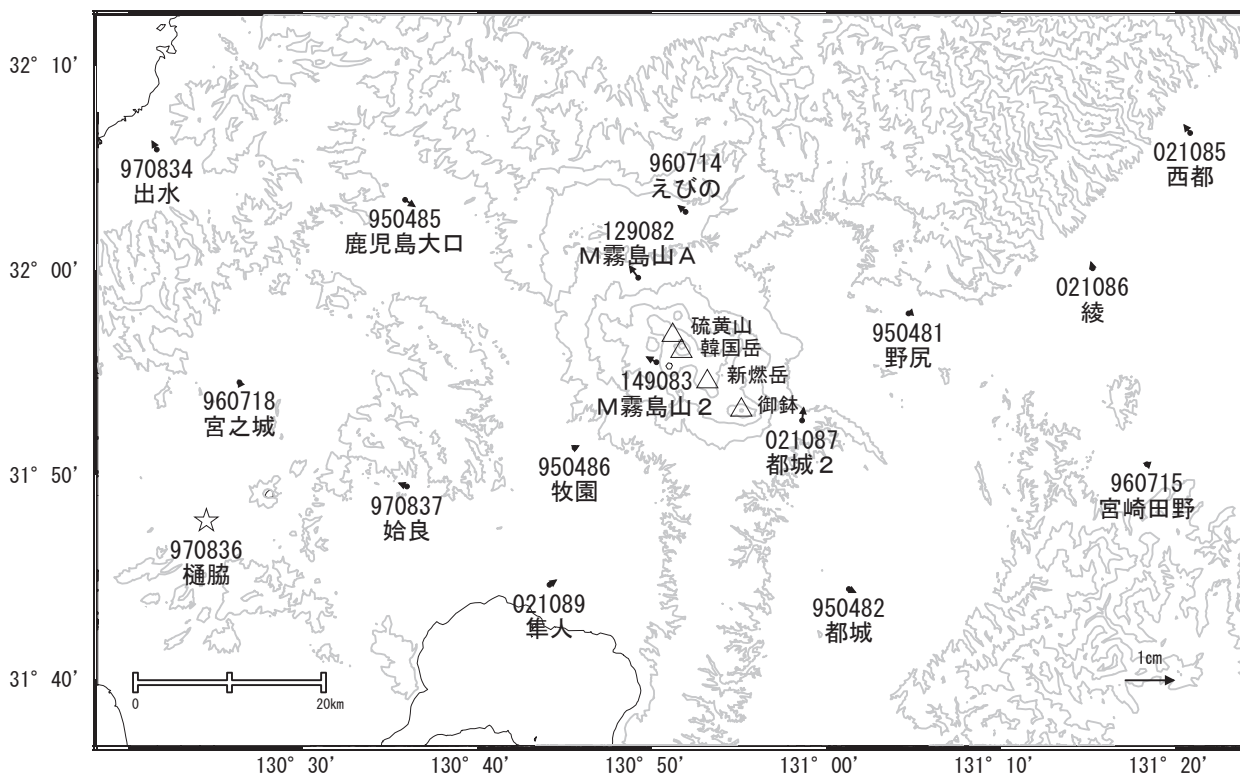 32° 10'
32° 00'
31° 50'
31° 40'
970834
出水
950485
鹿児島大口
960714
えびの
129082
M霧島山A
021085
西都
021086
綾
950481
野尻
硫黄山
韓国岳
新燃岳
御鉢
149083
M霧島山2
021087
都城2
960718
宮之城
950486
牧園
970837
姶良
960715
宮崎田野
970836
樋脇
021089
隼人
950482
都城
1cm
0 20km
130° 30' 130° 40' 130° 50' 131° 00' 131° 10' 131° 20'